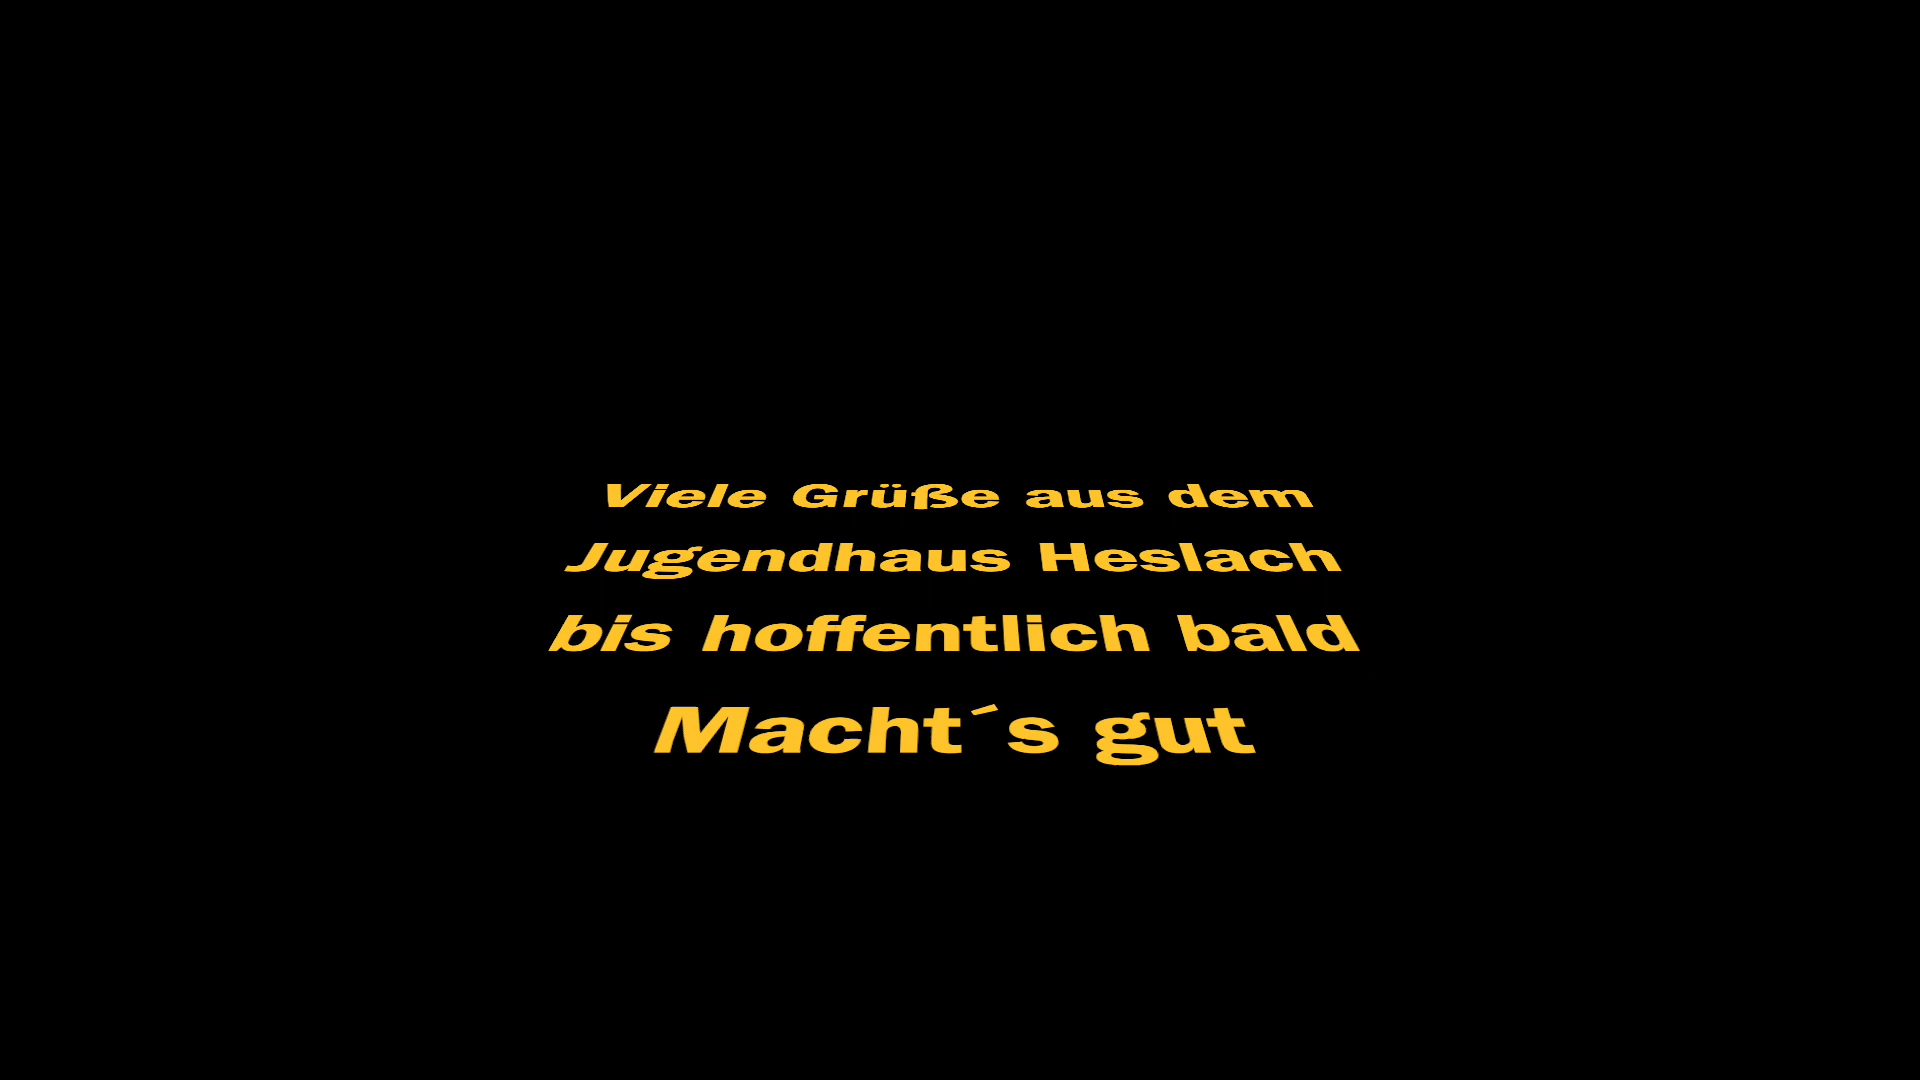 Viele Grüße aus dem
Jugendhaus Heslach
bis hoffentlich bald
Macht´s gut